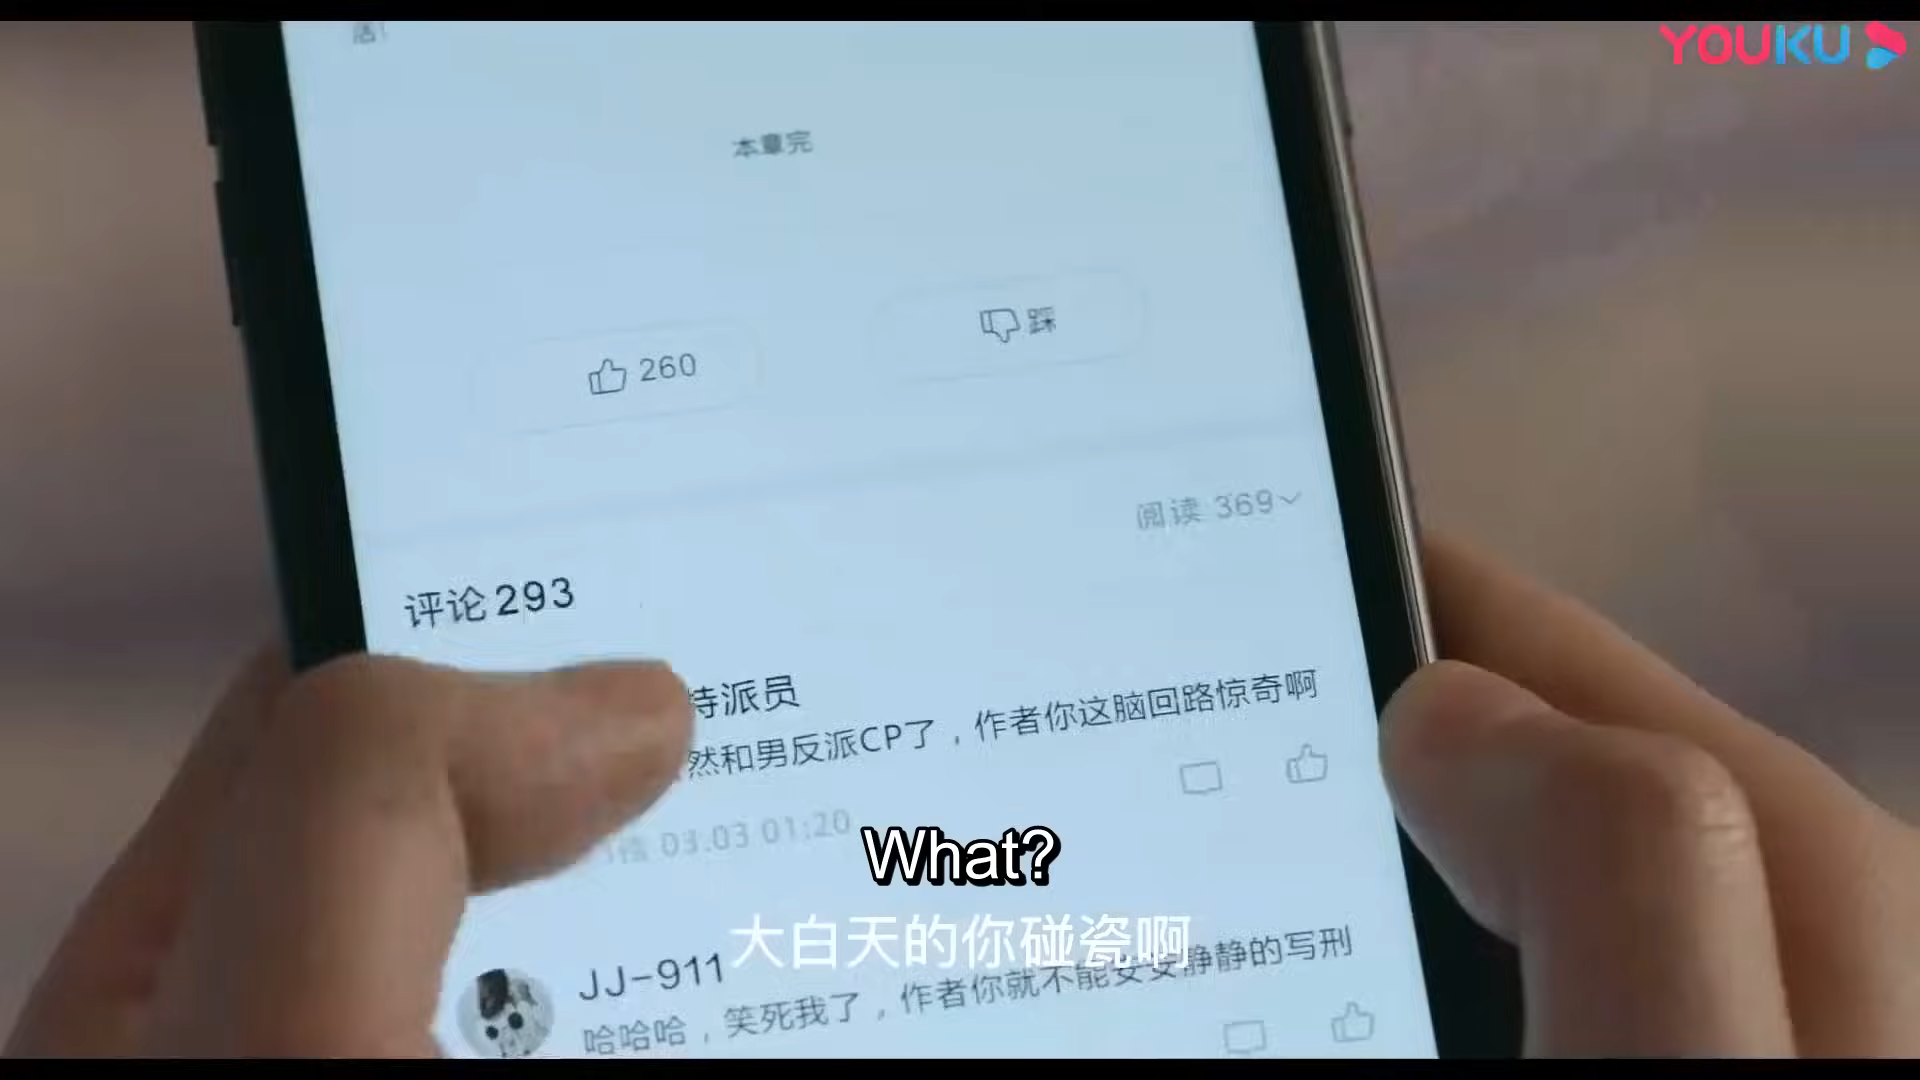 YOUKU
本章完
260
踩
阅读 369
评论293
特派员
然和男反派CP了，作者你这脑回路惊奇啊
03.03 01:20
What?
大白天的你碰瓷啊
JJ-911
哈哈哈，笑死我了，作者你就不能安安静静的写刑